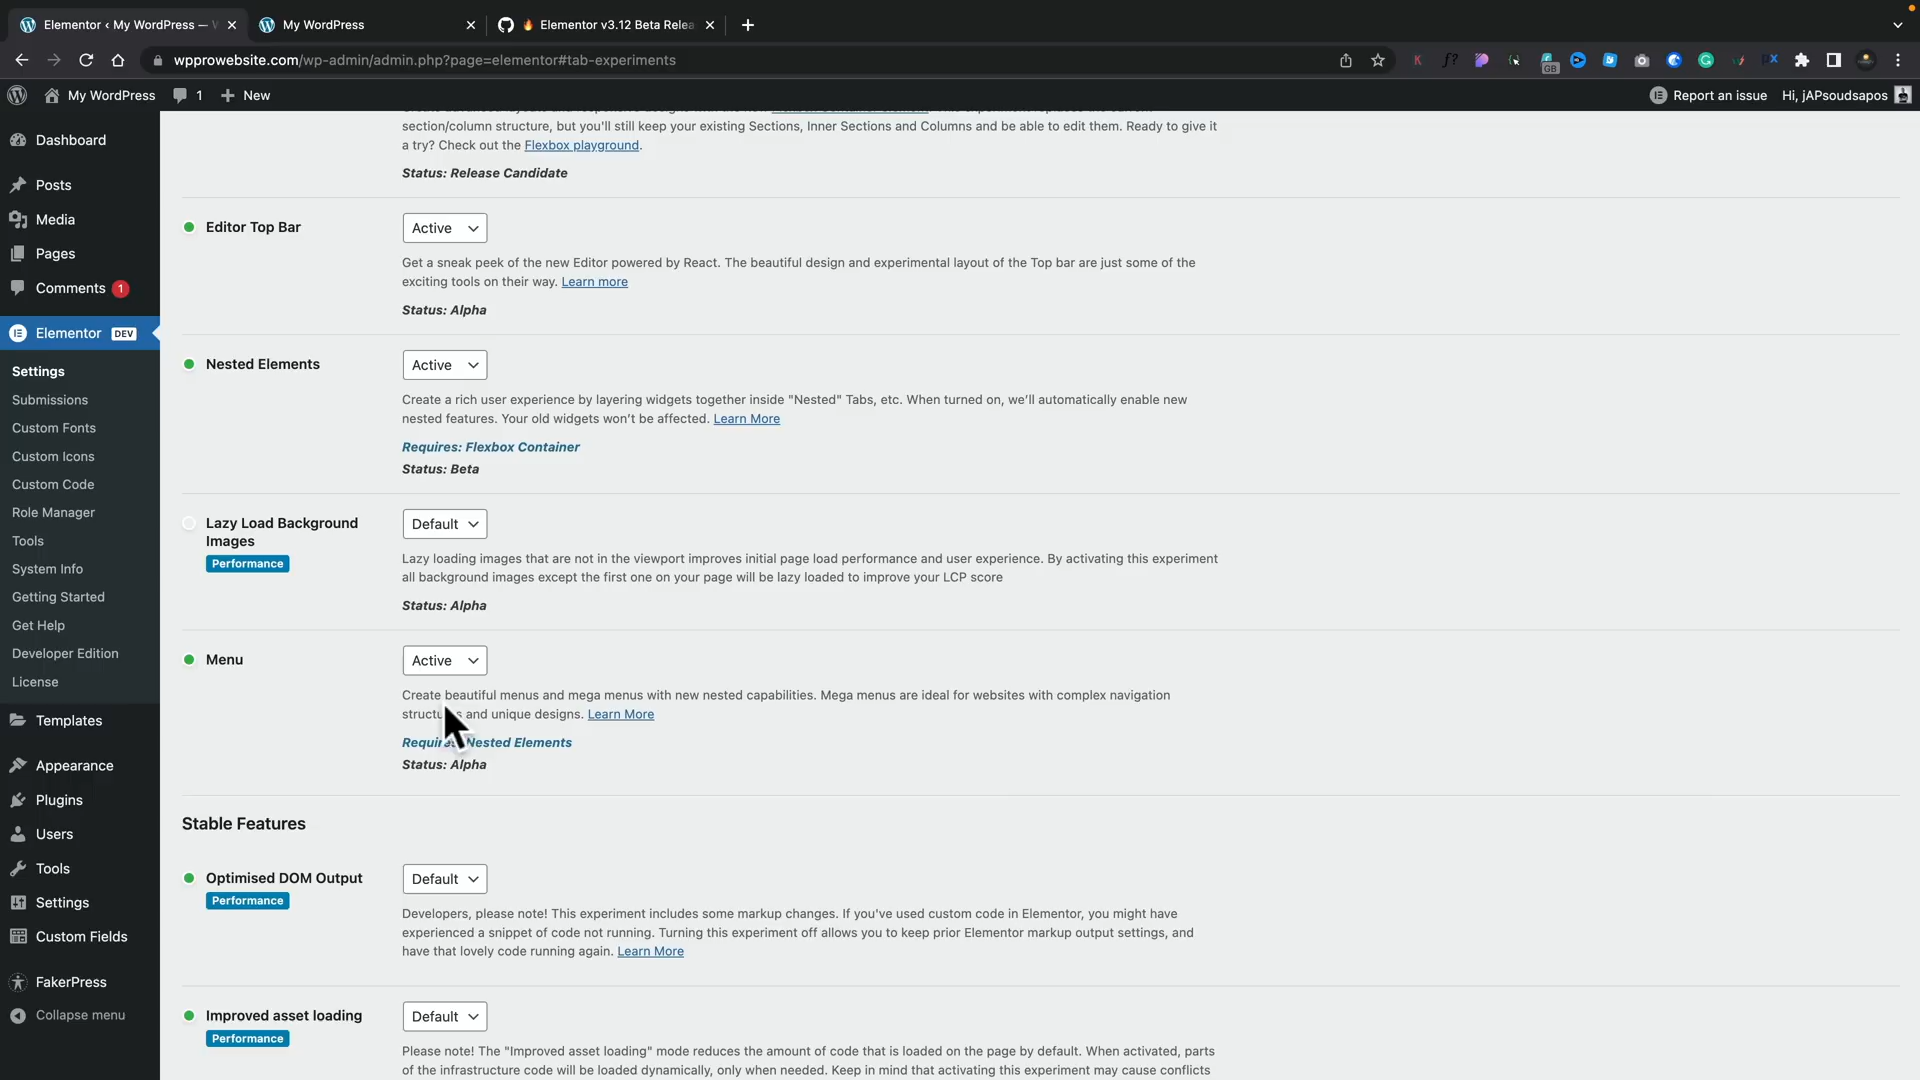 Elementor ‹ My WordPress —
My WordPress
🔥 Elementor v3.12 Beta Relea
wpprowebsite.com/wp-admin/admin.php?page=elementor#tab-experiments
GB
My WordPress
1
New
Report an issue
Hi, jAPsoudsapos
Dashboard
Posts
Media
Pages
Comments 1
Elementor DEV
Settings
Submissions
Custom Fonts
Custom Icons
Custom Code
Role Manager
Tools
System Info
Getting Started
Get Help
Developer Edition
License
Templates
Appearance
Plugins
Users
Tools
Settings
Custom Fields
FakerPress
Collapse menu
section/column structure, but you'll still keep your existing Sections, Inner Sections and Columns and be able to edit them. Ready to give it
a try? Check out the Flexbox playground.
Status: Release Candidate
Editor Top Bar
Active
Get a sneak peek of the new Editor powered by React. The beautiful design and experimental layout of the Top bar are just some of the
exciting tools on their way. Learn more
Status: Alpha
Nested Elements
Active
Create a rich user experience by layering widgets together inside "Nested" Tabs, etc. When turned on, we'll automatically enable new
nested features. Your old widgets won't be affected. Learn More
Requires: Flexbox Container
Status: Beta
Lazy Load Background
Images
Performance
Default
Lazy loading images that are not in the viewport improves initial page load performance and user experience. By activating this experiment
all background images except the first one on your page will be lazy loaded to improve your LCP score
Status: Alpha
Menu
Active
Create beautiful menus and mega menus with new nested capabilities. Mega menus are ideal for websites with complex navigation
structures and unique designs. Learn More
Requires: Nested Elements
Status: Alpha
Stable Features
Optimised DOM Output
Performance
Default
Developers, please note! This experiment includes some markup changes. If you've used custom code in Elementor, you might have
experienced a snippet of code not running. Turning this experiment off allows you to keep prior Elementor markup output settings, and
have that lovely code running again. Learn More
Improved asset loading
Performance
Default
Please note! The "Improved asset loading" mode reduces the amount of code that is loaded on the page by default. When activated, parts
of the infrastructure code will be loaded dynamically, only when needed. Keep in mind that activating this experiment may cause conflicts